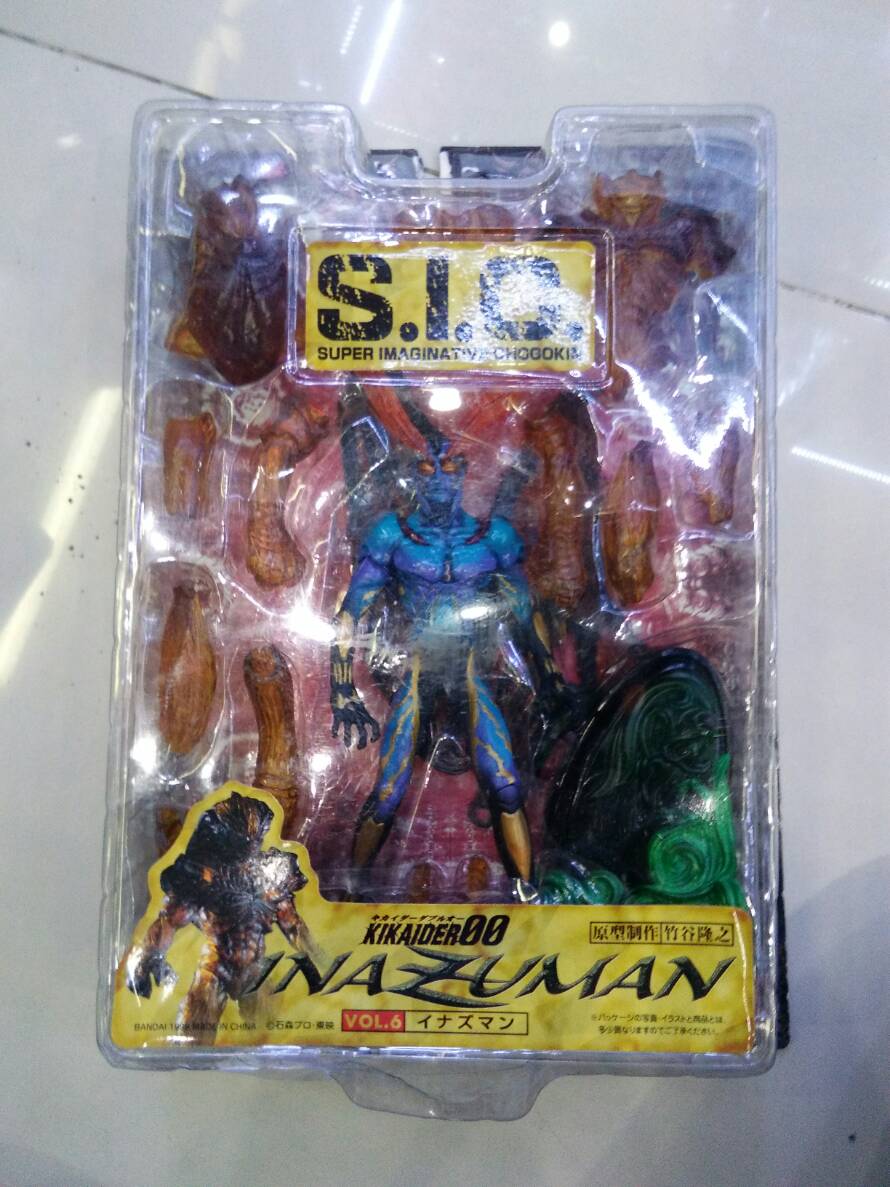 S.I.C.
SUPER IMAGINATIVE CHOGOKIN
キカイダーダブルオー
KIKAIDER00
原型制作 竹谷隆之
INAZUMAN
BANDAI 1999 MADE IN CHINA ©石森プロ・東映
VOL.6 イナズマン
※パッケージの写真・イラストと商品とは、
多少異なりますのでご了承ください。